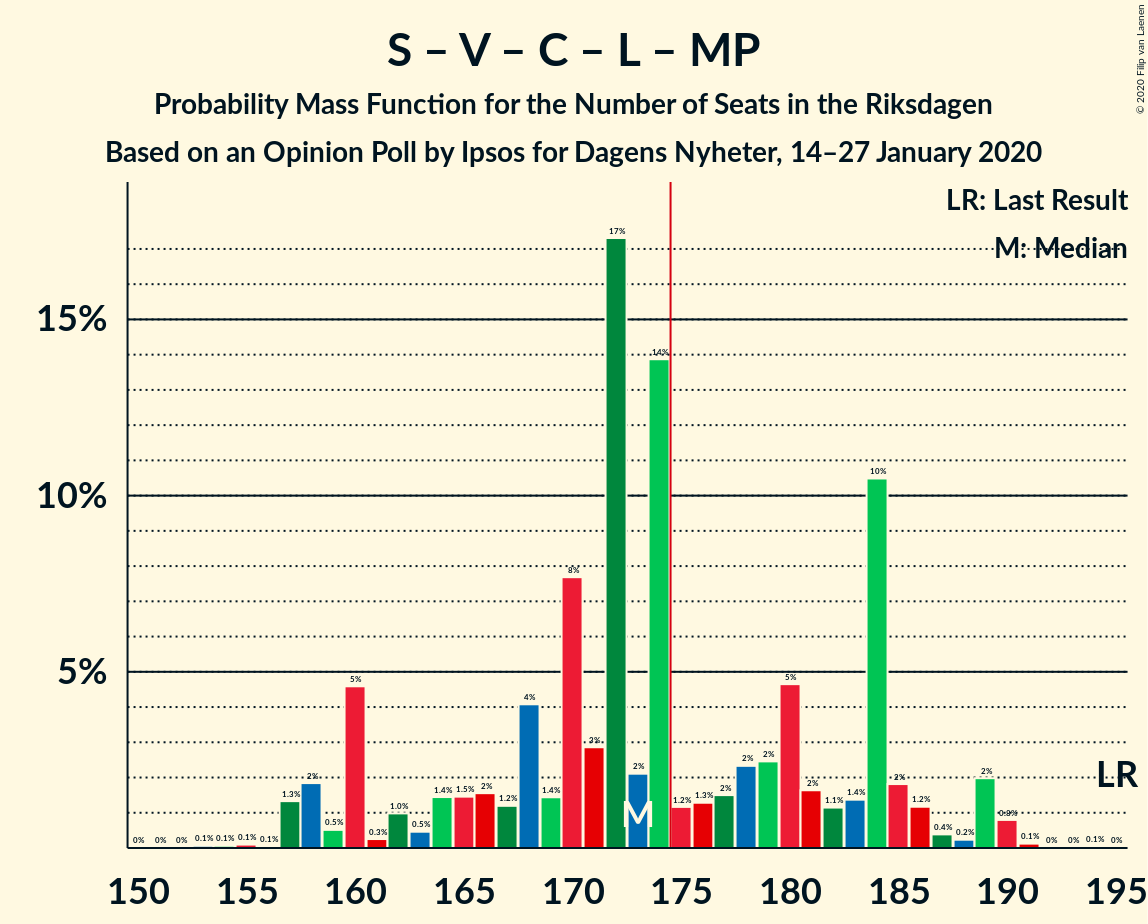 S – V – C – L – MP
Probability Mass Function for the Number of Seats in the Riksdagen
Based on an Opinion Poll by Ipsos for Dagens Nyheter, 14–27 January 2020
© 2020 Filip van Laenen
LR: Last Result
M: Median
15%
10%
5%
0% 0% 0% 0.1% 0.1% 0.1% 0.1% 1.3% 2% 0.5% 5% 0.3% 1.0% 0.5% 1.4% 1.5% 2% 1.2% 4% 1.4% 8% 3% 17% 2% 14% 1.2% 1.3% 2% 2% 2% 5% 2% 1.1% 1.4% 10% 2% 1.2% 0.4% 0.2% 2% 0.8% 0.1% 0% 0% 0.1% 0%
M
LR
150 155 160 165 170 175 180 185 190 195